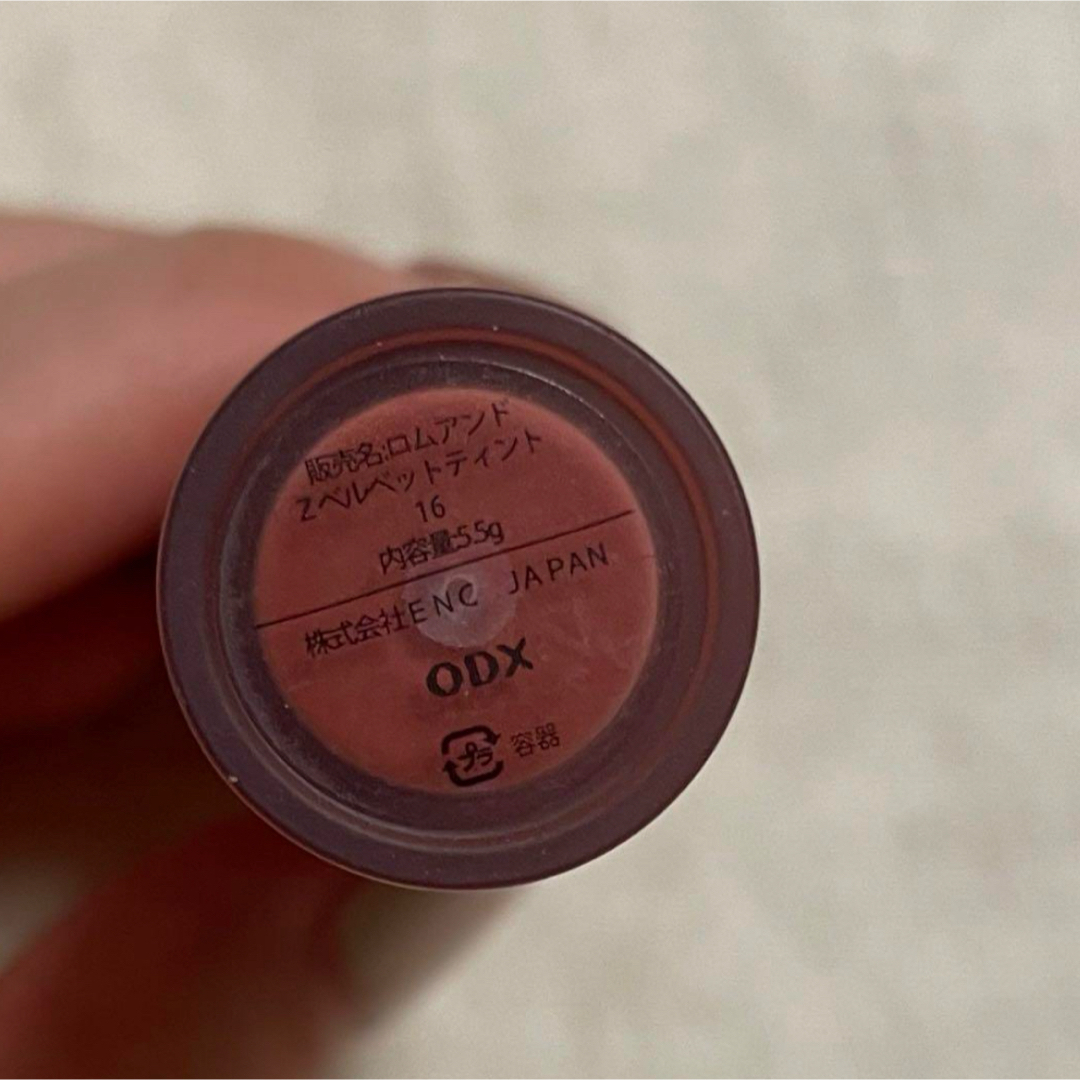 販売名:ロムアンド
Zベルベットティント
16
内容量:5.5g
株式会社ENC JAPAN
ODX
プラ 容器